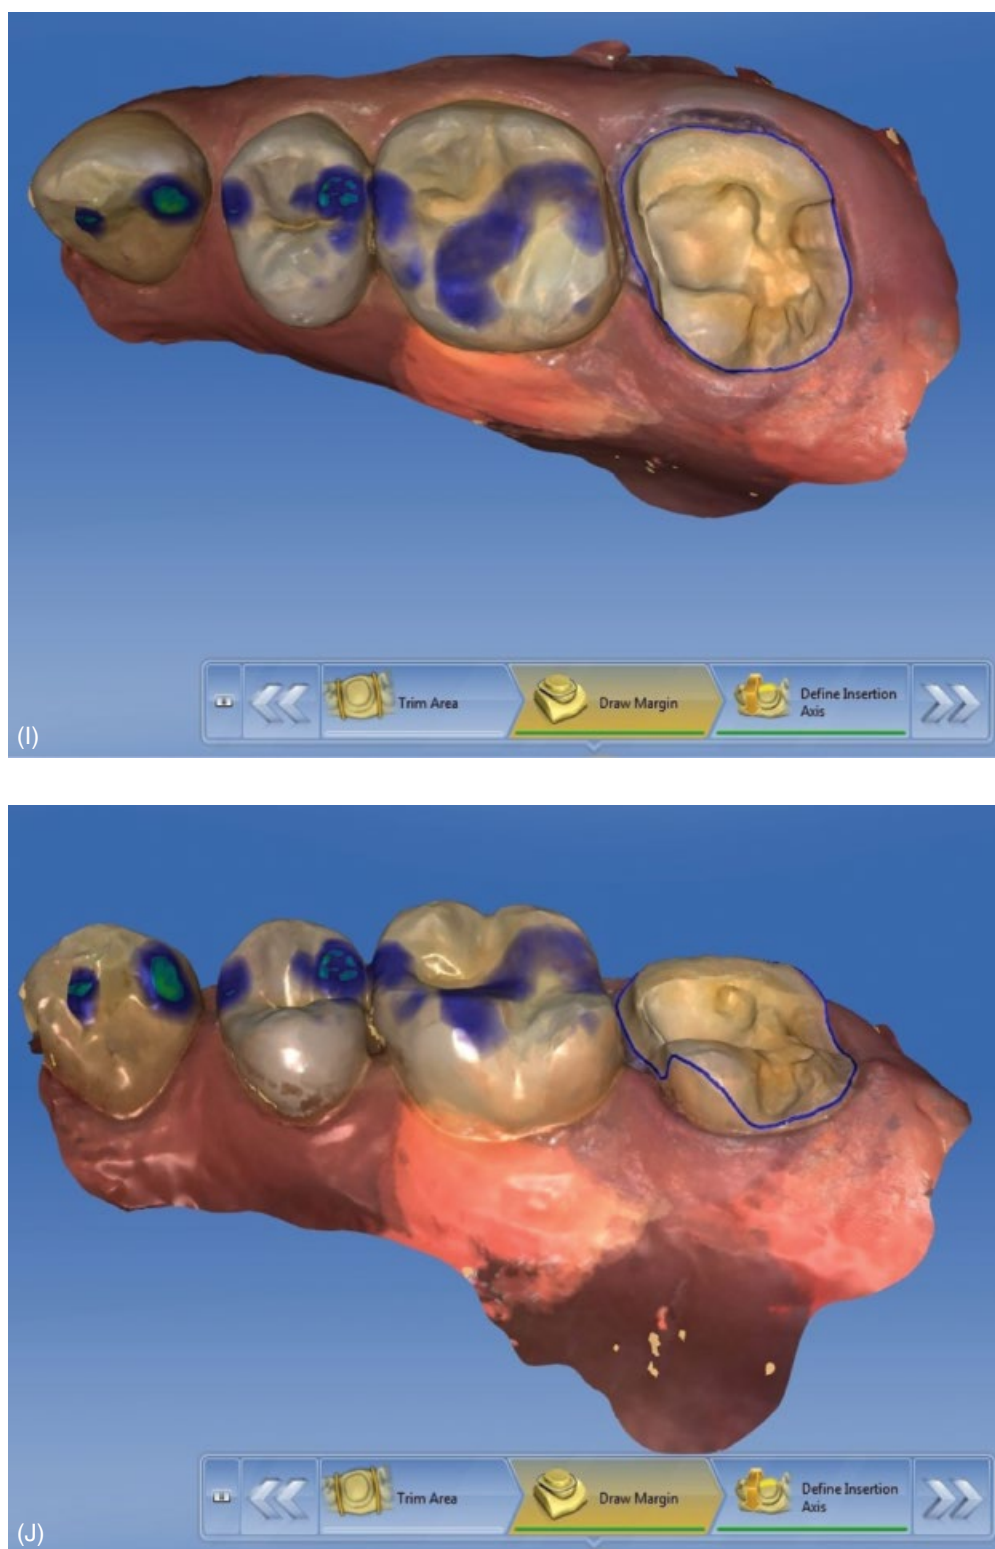 Trim Area
Draw Margin
Define Insertion
Axis
(I)
Trim Area
Draw Margin
Define Insertion
Axis
(J)